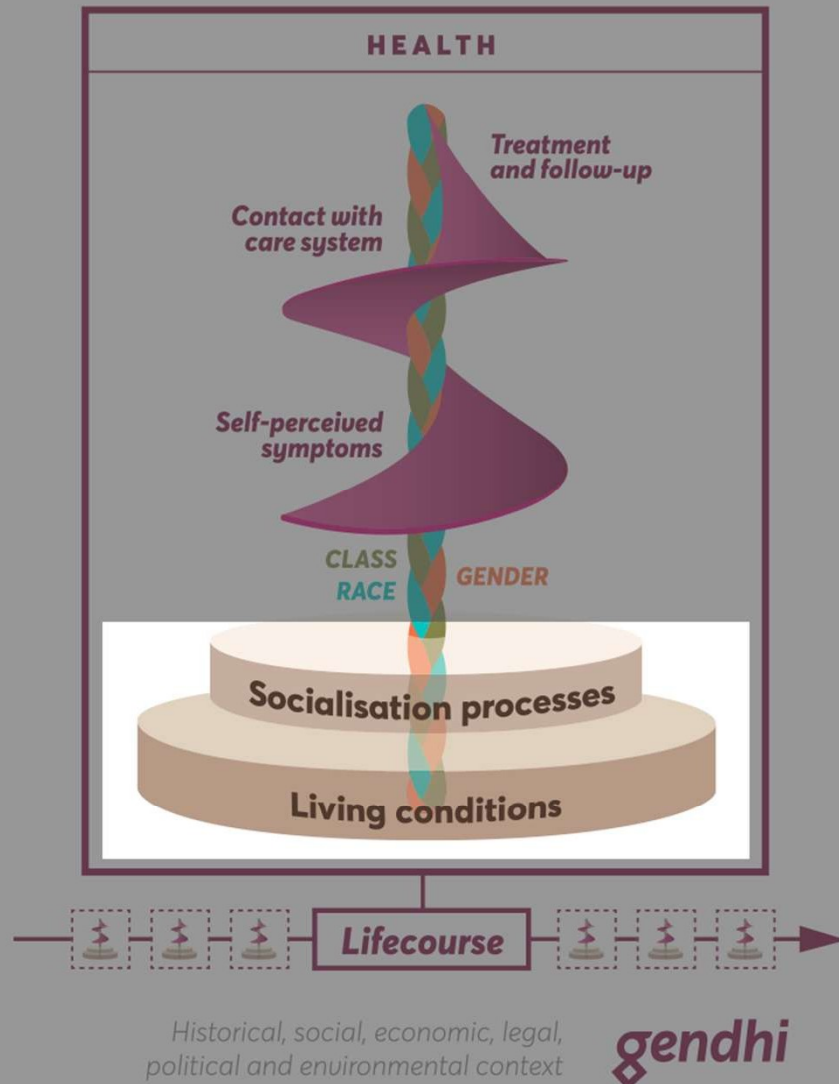 HEALTH
Treatment
and follow-up
Contact with
care system
Self-perceived
symptoms
CLASS
RACE
GENDER
Socialisation processes
Living conditions
Lifecourse
Historical, social, economic, legal,
political and environmental context
gendhi